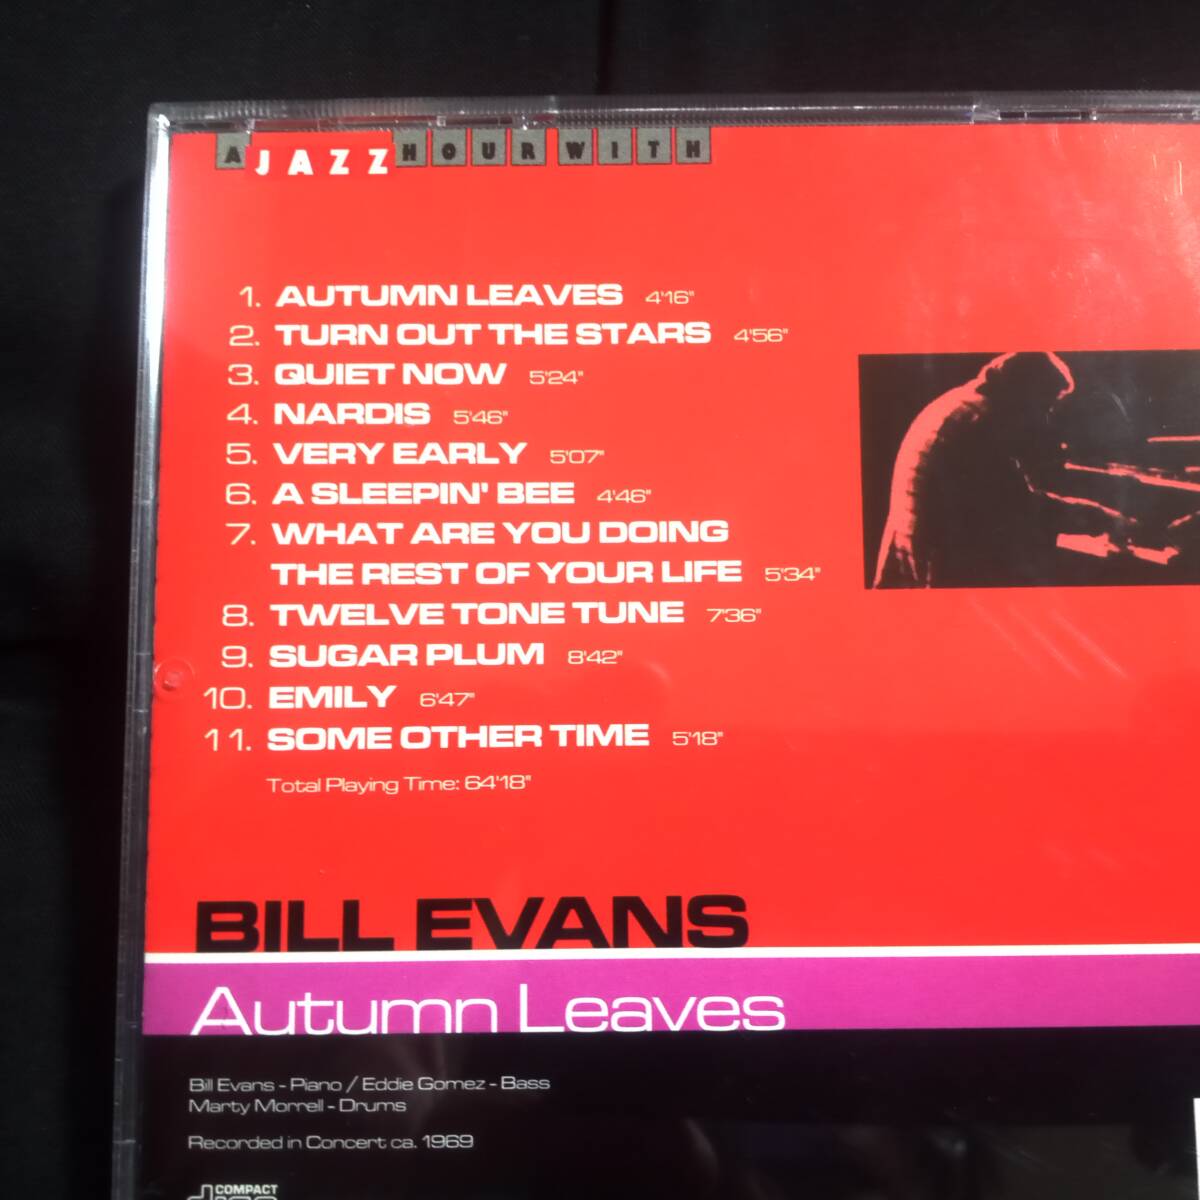 A JAZZ HOUR WITH
1. AUTUMN LEAVES 4'16"
2. TURN OUT THE STARS 4'56"
3. QUIET NOW 5'24"
4. NARDIS 5'46"
5. VERY EARLY 5'07"
6. A SLEEPIN' BEE 4'46"
7. WHAT ARE YOU DOING
THE REST OF YOUR LIFE 5'34"
8. TWELVE TONE TUNE 7'36"
9. SUGAR PLUM 8'42"
10. EMILY 6'47"
11. SOME OTHER TIME 5'18"
Total Playing Time: 64'18"
BILL EVANS
Autumn Leaves
Bill Evans - Piano / Eddie Gomez - Bass
Marty Morrell - Drums
Recorded in Concert ca. 1969
COMPACT
disc